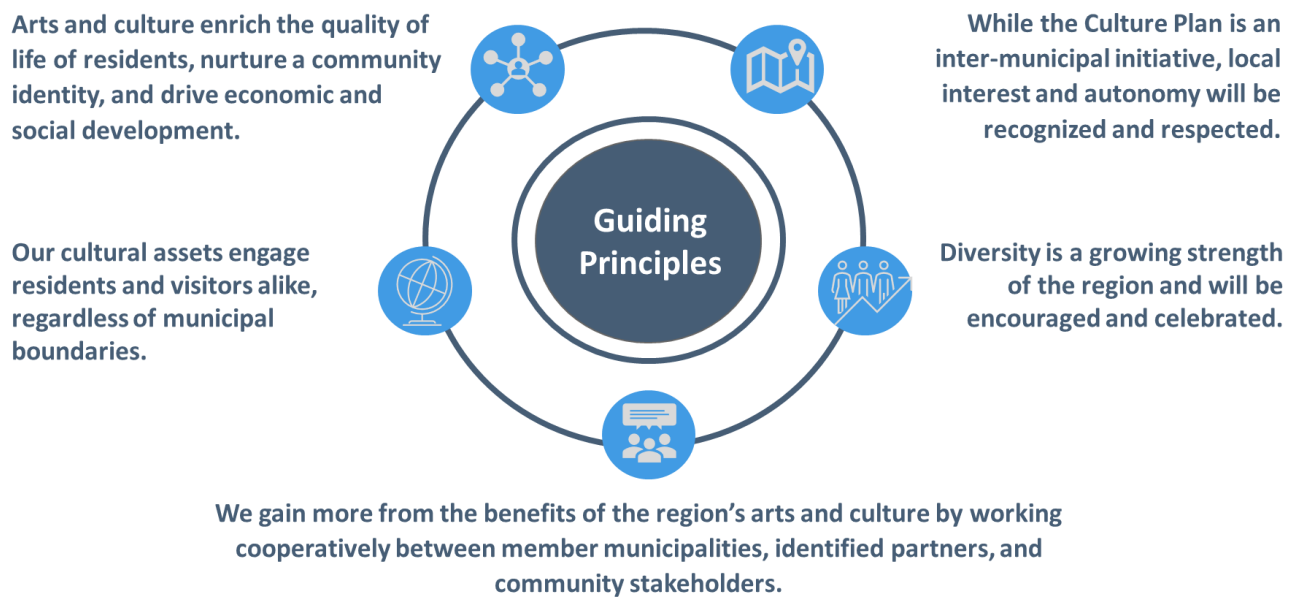 Arts and culture enrich the quality of
life of residents, nurture a community
identity, and drive economic and
social development.
While the Culture Plan is an
inter-municipal initiative, local
interest and autonomy will be
recognized and respected.
Guiding
Principles
Our cultural assets engage
residents and visitors alike,
regardless of municipal
boundaries.
Diversity is a growing strength
of the region and will be
encouraged and celebrated.
We gain more from the benefits of the region’s arts and culture by working
cooperatively between member municipalities, identified partners, and
community stakeholders.